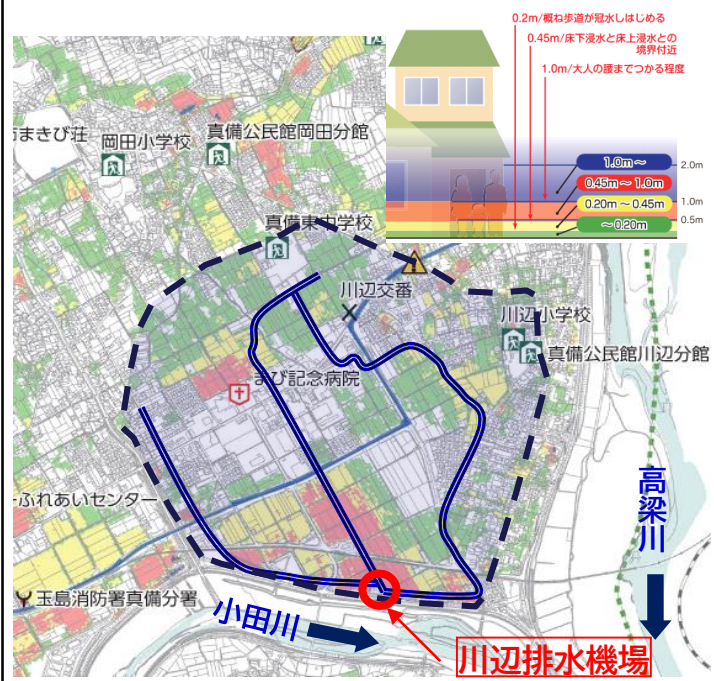 0.2m/概ね歩道が冠水しはじめる
0.45m/床下浸水と床上浸水との
境界付近
1.0m/大人の腰までつかる程度
1.0m～
2.0m
0.45m～1.0m
1.0m
0.20m～0.45m
0.5m
～0.20m
まきび荘
岡田小学校
真備公民館岡田分館
真備東中学校
川辺交番
川辺小学校
真備公民館川辺分館
まび記念病院
ふれあいセンター
高梁川
玉島消防署真備分署
小田川
川辺排水機場